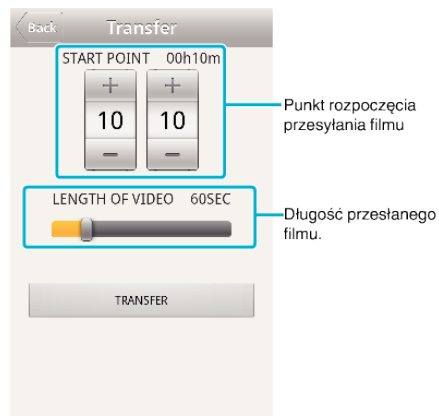 Back Transfer
START POINT 00h10m
+ +
10 10
− −
Punkt rozpoczęcia
przesyłania filmu
LENGTH OF VIDEO 60SEC
Długość przesłanego
filmu.
TRANSFER